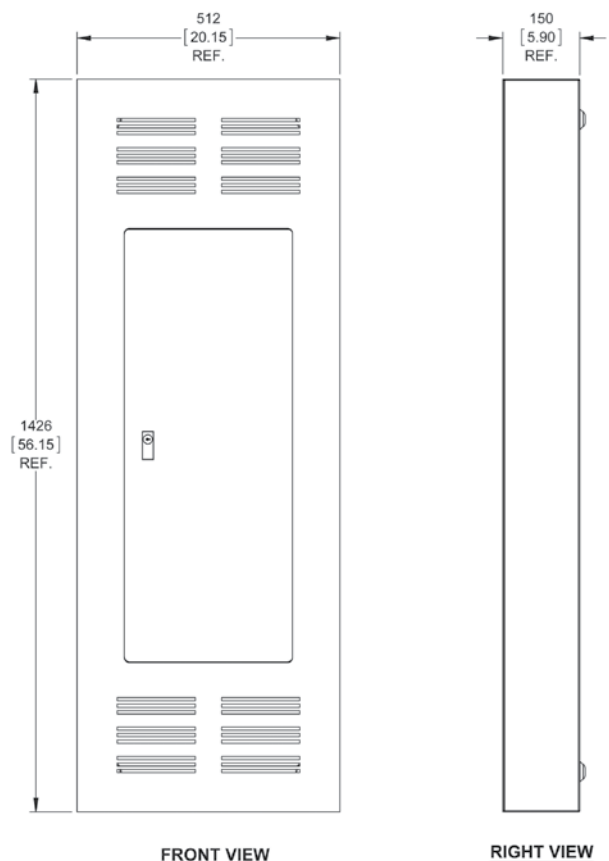 512
[20.15]
REF.
150
[5.90]
REF.
1426
[56.15]
REF.
FRONT VIEW
RIGHT VIEW